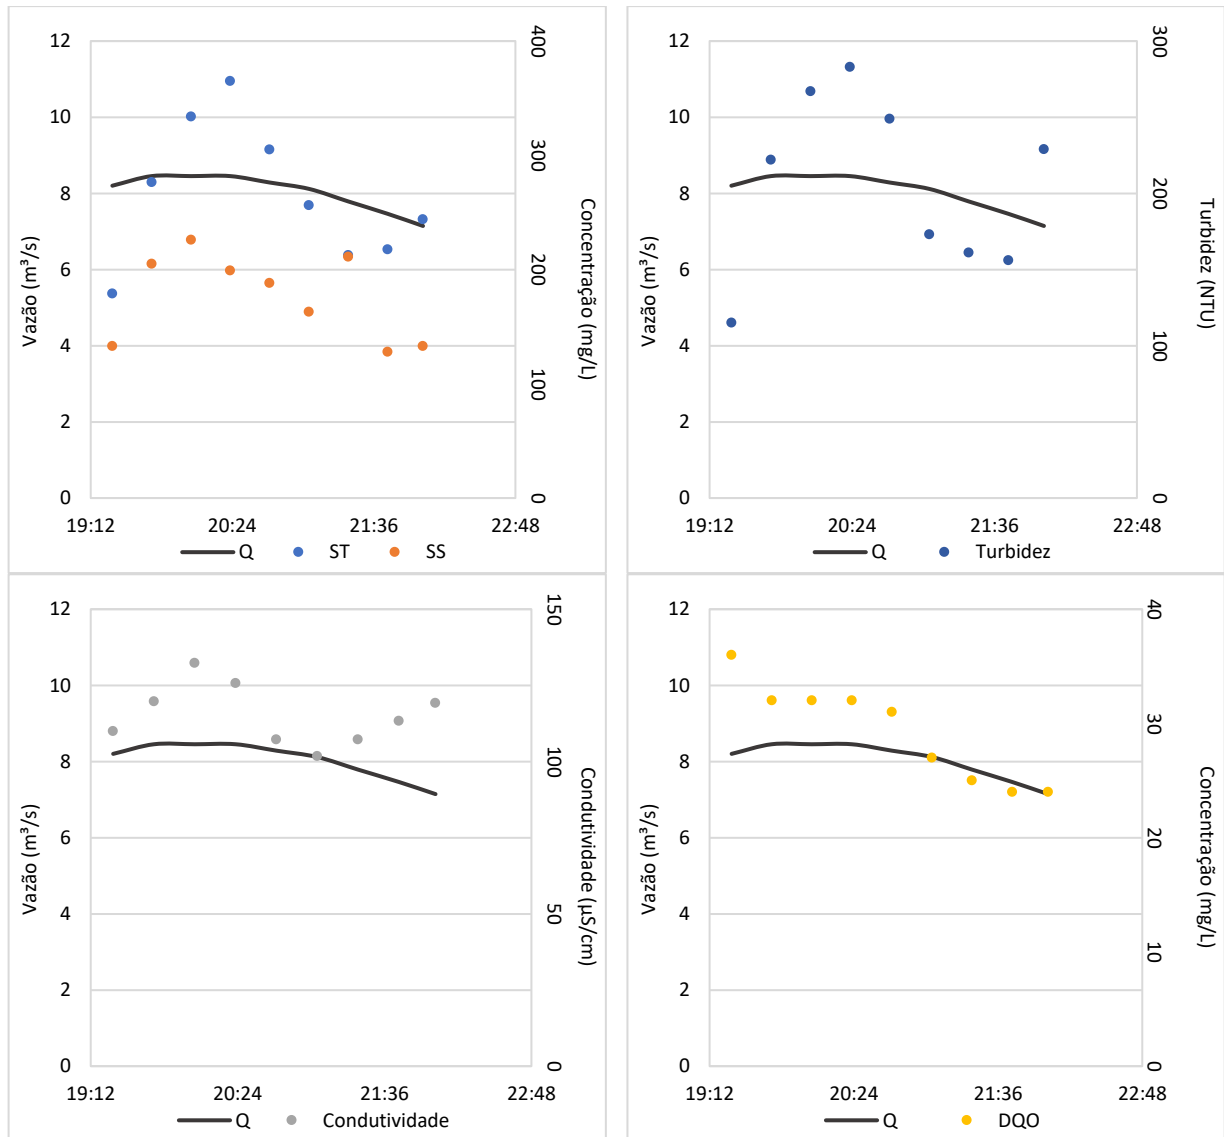 12
10
8
6
4
2
0
Vazão (m³/s)
400
300
200
100
0
Concentração (mg/L)
19:12 20:24 21:36 22:48
Q ST SS
12
10
8
6
4
2
0
Vazão (m³/s)
300
200
100
0
Turbidez (NTU)
19:12 20:24 21:36 22:48
Q Turbidez
12
10
8
6
4
2
0
Vazão (m³/s)
150
100
50
0
Condutividade (µS/cm)
19:12 20:24 21:36 22:48
Q Condutividade
12
10
8
6
4
2
0
Vazão (m³/s)
40
30
20
10
0
Concentração (mg/L)
19:12 20:24 21:36 22:48
Q DQO